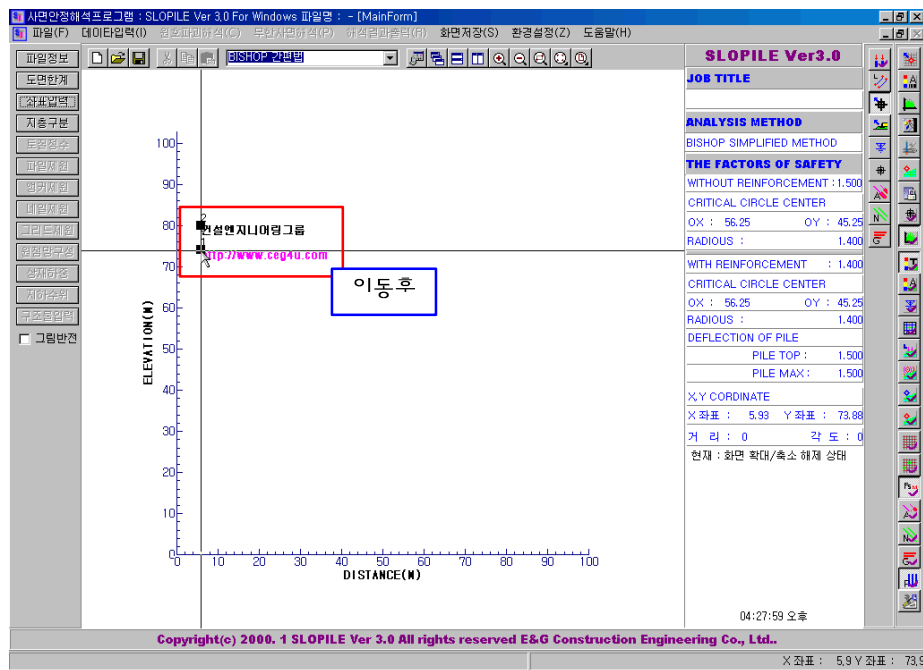 사면안정해석프로그램 : SLOPILE Ver 3,0 For Windows 파일명 : - [MainForm]
파일(F) 데이타입력(I) 원호파괴해석(C) 무한사면해석(P) 해석결과출력(R) 화면저장(S) 환경설정(Z) 도움말(H)
파일정보
도면한계
좌표입력
지층구분
토질정수
파일제원
앵커제원
네일제원
그리드제원
원점망구성
상재하중
지하수위
구조물입력
그림반전
BISHOP 간편법
ELEVATION(M)
100
90
80
70
60
50
40
30
20
10
0
0 10 20 30 40 50 60 70 80 90 100
DISTANCE(M)
2
건설엔지니어링그룹
1
http://www.ceg4u.com
이동후
SLOPILE Ver3.0
JOB TITLE
ANALYSIS METHOD
BISHOP SIMPLIFIED METHOD
THE FACTORS OF SAFETY
WITHOUT REINFORCEMENT : 1.500
CRITICAL CIRCLE CENTER
OX : 56.25 OY : 45.25
RADIOUS : 1.400
WITH REINFORCEMENT : 1.400
CRITICAL CIRCLE CENTER
OX : 56.25 OY : 45.25
RADIOUS : 1.400
DEFLECTION OF PILE
PILE TOP : 1.500
PILE MAX : 1.500
X,Y CORDINATE
X 좌표 : 5.93 Y 좌표 : 73.88
거 리 : 0 각 도 : 0
현재 : 화면 확대/축소 해제 상태
04:27:59 오후
Copyright(c) 2000. 1 SLOPILE Ver 3.0 All rights reserved E&G Construction Engineering Co., Ltd..
X 좌표 : 5,9 Y 좌표 : 73,9